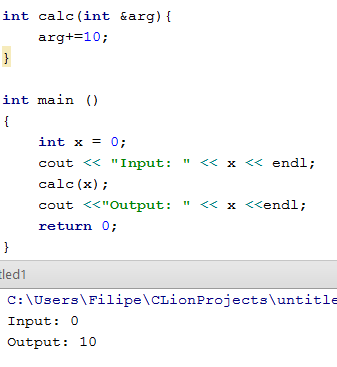 int calc(int &arg){
    arg+=10;
}
int main ()
{
    int x = 0;
    cout << "Input: " << x << endl;
    calc(x);
    cout <<"Output: " << x <<endl;
    return 0;
}
tled1
C:\Users\Filipe\CLionProjects\untitle
Input: 0
Output: 10